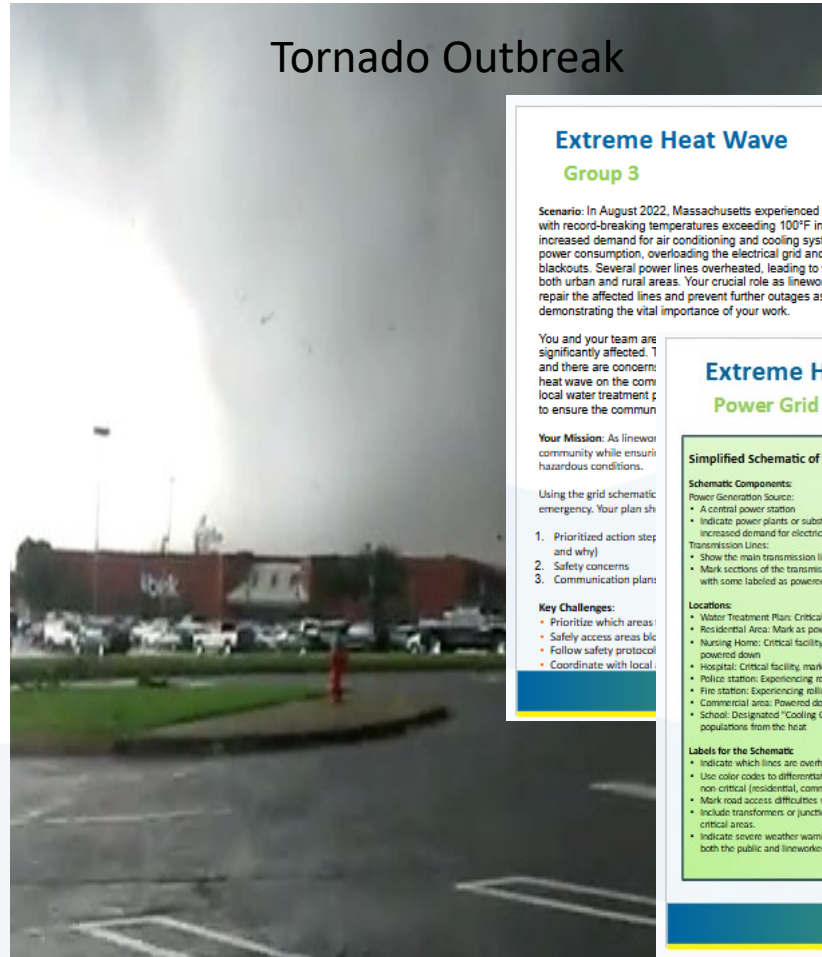 Tornado Outbreak
Extreme Heat Wave
Group 3
Scenario: In August 2022, Massachusetts experienced
with record-breaking temperatures exceeding 100°F in
increased demand for air conditioning and cooling syst
power consumption, overloading the electrical grid and
blackouts. Several power lines overheated, leading to
both urban and rural areas. Your crucial role as linewo
repair the affected lines and prevent further outages as
demonstrating the vital importance of your work.
You and your team are
significantly affected. T
and there are concerns
heat wave on the com
local water treatment p
to ensure the commun
Your Mission: As linewor
community while ensuri
hazardous conditions.
Using the grid schematic
emergency. Your plan sh
1. Prioritized action step
and why)
2. Safety concerns
3. Communication plans
Key Challenges:
• Prioritize which areas
• Safely access areas blo
• Follow safety protocol
• Coordinate with local
Extreme H
Power Grid
Simplified Schematic of
Schematic Components:
Power Generation Source:
• A central power station
• Indicate power plants or subst
increased demand for electric
Transmission Lines:
• Show the main transmission li
• Mark sections of the transmis
with some labeled as powere
Locations:
• Water Treatment Plan: Critical
• Residential Area: Mark as pow
• Nursing Home: Critical facility
powered down
• Hospital: Critical facility, mark
• Police station: Experiencing ro
• Fire station: Experiencing rolli
• Commercial area: Powered do
• School: Designated "Cooling C
populations from the heat
Labels for the Schematic
• Indicate which lines are overh
• Use color codes to differentiat
non-critical (residential, comm
• Mark road access difficulties
• Include transformers or juncti
critical areas.
• Indicate severe weather warn
both the public and lineworke
belk